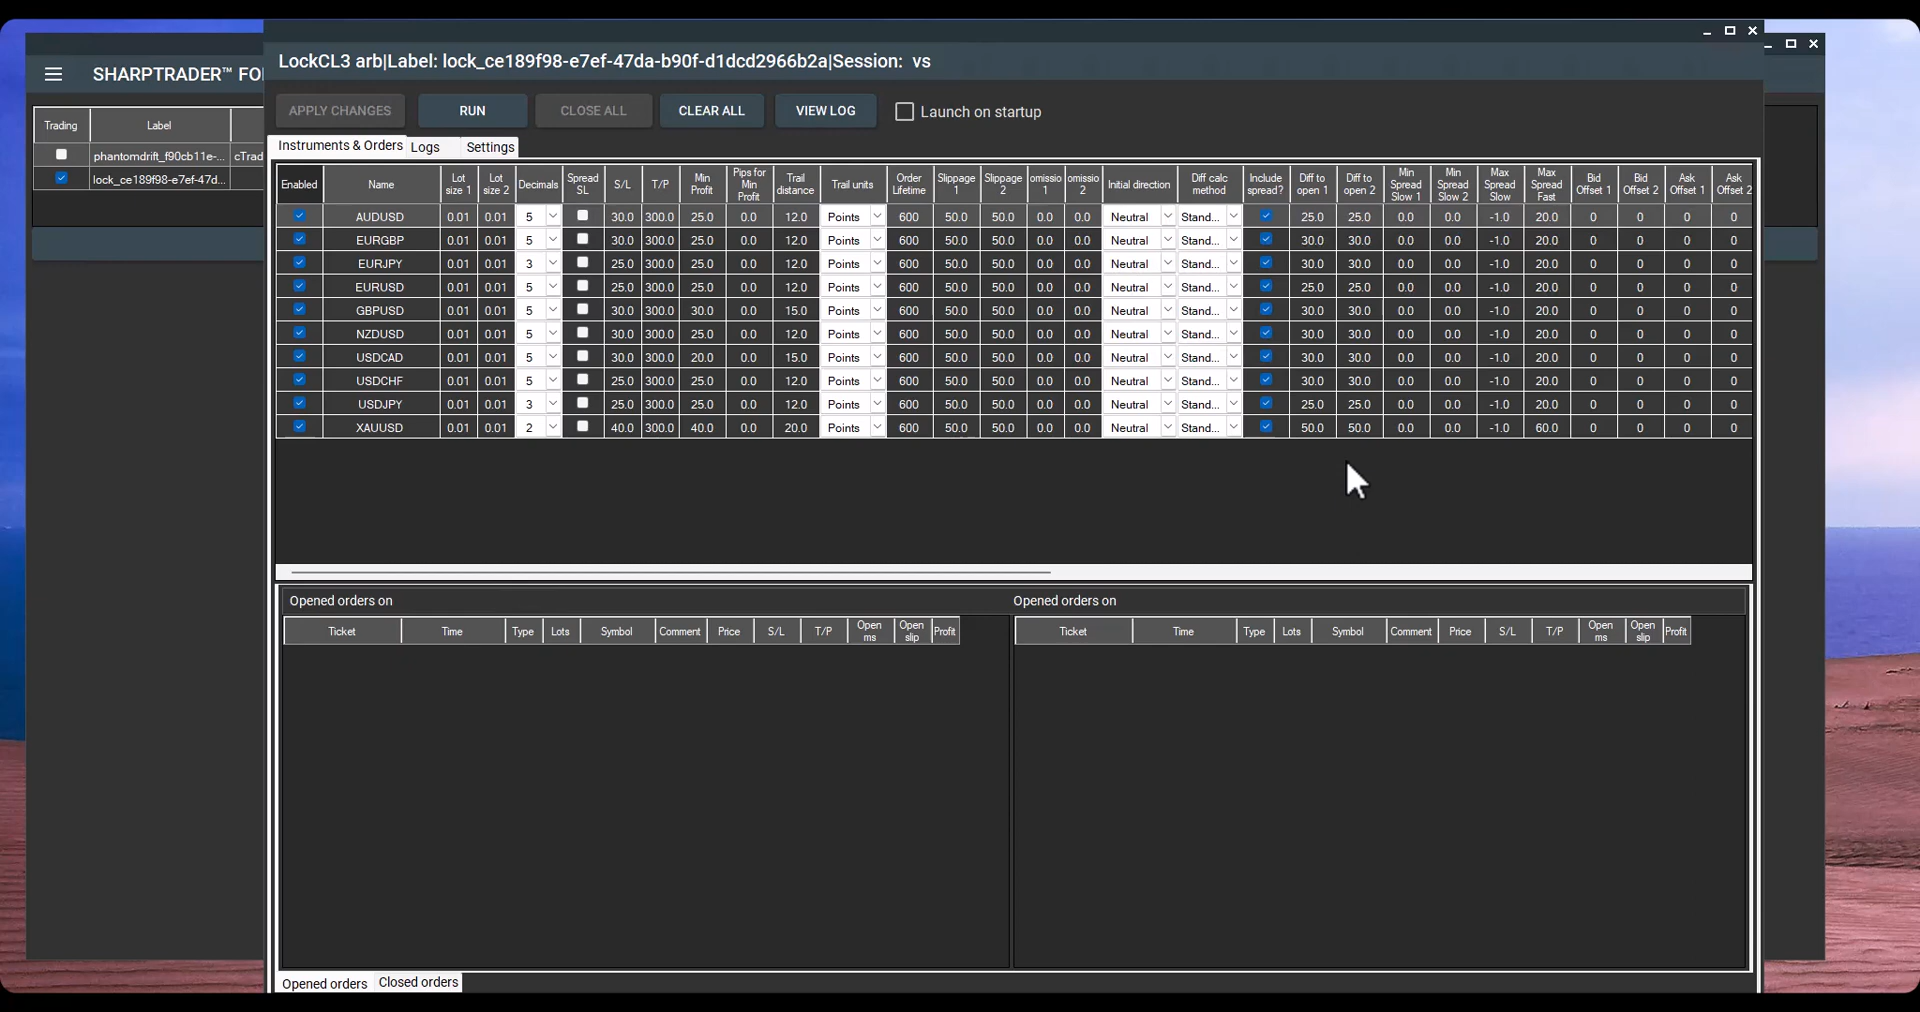 LockCL3 arb|Label: lock_ce189f98-e7ef-47da-b90f-d1dcd2966b2a|Session:  vs
SHARPTRADER™ FO
APPLY CHANGES RUN CLOSE ALL CLEAR ALL VIEW LOG Launch on startup
Trading Label
phantomdrift_f90cb11e-... cTrad
lock_ce189f98-e7ef-47d...
Instruments & Orders Logs Settings
Enabled Name Lot size 1 Lot size 2 Decimals Spread SL S/L T/P Min Profit Pips for Min Profit Trail distance Trail units Order Lifetime Slippage 1 Slippage 2 omissio 1 omissio 2 Initial direction Diff calc method Include spread? Diff to open 1 Diff to open 2 Min Spread Slow 1 Min Spread Slow 2 Max Spread Slow Max Spread Fast Bid Offset 1 Bid Offset 2 Ask Offset 1 Ask Offset 2
AUDUSD 0.01 0.01 5 30.0 300.0 25.0 0.0 12.0 Points 600 50.0 50.0 0.0 0.0 Neutral Stand... 25.0 25.0 0.0 0.0 -1.0 20.0 0 0 0 0
EURGBP 0.01 0.01 5 30.0 300.0 25.0 0.0 12.0 Points 600 50.0 50.0 0.0 0.0 Neutral Stand... 30.0 30.0 0.0 0.0 -1.0 20.0 0 0 0 0
EURJPY 0.01 0.01 3 25.0 300.0 25.0 0.0 12.0 Points 600 50.0 50.0 0.0 0.0 Neutral Stand... 30.0 30.0 0.0 0.0 -1.0 20.0 0 0 0 0
EURUSD 0.01 0.01 5 25.0 300.0 25.0 0.0 12.0 Points 600 50.0 50.0 0.0 0.0 Neutral Stand... 25.0 25.0 0.0 0.0 -1.0 20.0 0 0 0 0
GBPUSD 0.01 0.01 5 30.0 300.0 30.0 0.0 15.0 Points 600 50.0 50.0 0.0 0.0 Neutral Stand... 30.0 30.0 0.0 0.0 -1.0 20.0 0 0 0 0
NZDUSD 0.01 0.01 5 30.0 300.0 25.0 0.0 12.0 Points 600 50.0 50.0 0.0 0.0 Neutral Stand... 30.0 30.0 0.0 0.0 -1.0 20.0 0 0 0 0
USDCAD 0.01 0.01 5 30.0 300.0 20.0 0.0 15.0 Points 600 50.0 50.0 0.0 0.0 Neutral Stand... 30.0 30.0 0.0 0.0 -1.0 20.0 0 0 0 0
USDCHF 0.01 0.01 5 25.0 300.0 25.0 0.0 12.0 Points 600 50.0 50.0 0.0 0.0 Neutral Stand... 30.0 30.0 0.0 0.0 -1.0 20.0 0 0 0 0
USDJPY 0.01 0.01 3 25.0 300.0 25.0 0.0 12.0 Points 600 50.0 50.0 0.0 0.0 Neutral Stand... 25.0 25.0 0.0 0.0 -1.0 20.0 0 0 0 0
XAUUSD 0.01 0.01 2 40.0 300.0 40.0 0.0 20.0 Points 600 50.0 50.0 0.0 0.0 Neutral Stand... 50.0 50.0 0.0 0.0 -1.0 60.0 0 0 0 0
Opened orders on Opened orders on
Ticket Time Type Lots Symbol Comment Price S/L T/P Open ms Open slip Profit Ticket Time Type Lots Symbol Comment Price S/L T/P Open ms Open slip Profit
Opened orders Closed orders